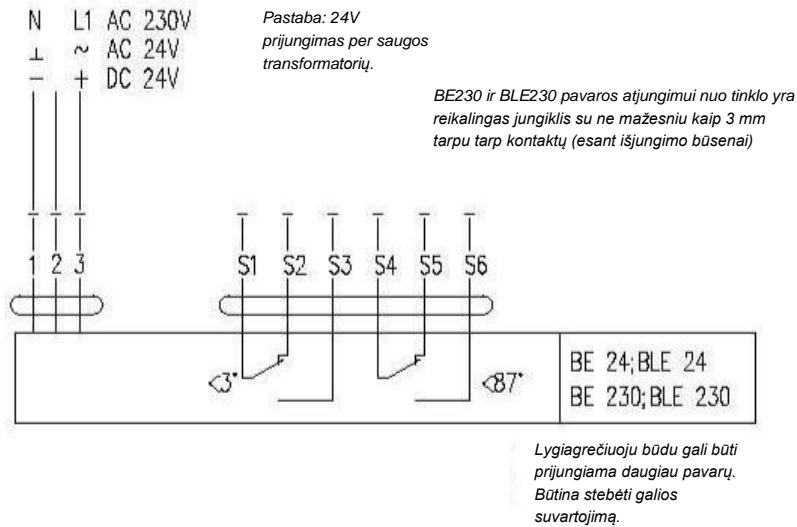 N L1 AC 230V
⊥ ~ AC 24V
− + DC 24V
Pastaba: 24V
prijungimas per saugos
transformatorių.
BE230 ir BLE230 pavaros atjungimui nuo tinklo yra
reikalingas jungiklis su ne mažesniu kaip 3 mm
tarpu tarp kontaktų (esant išjungimo būsenai)
1 2 3 S1 S2 S3 S4 S5 S6
<3° <87°
BE 24;BLE 24
BE 230;BLE 230
Lygiagrečiuoju būdu gali būti
prijungiama daugiau pavarų.
Būtina stebėti galios
suvartojimą.